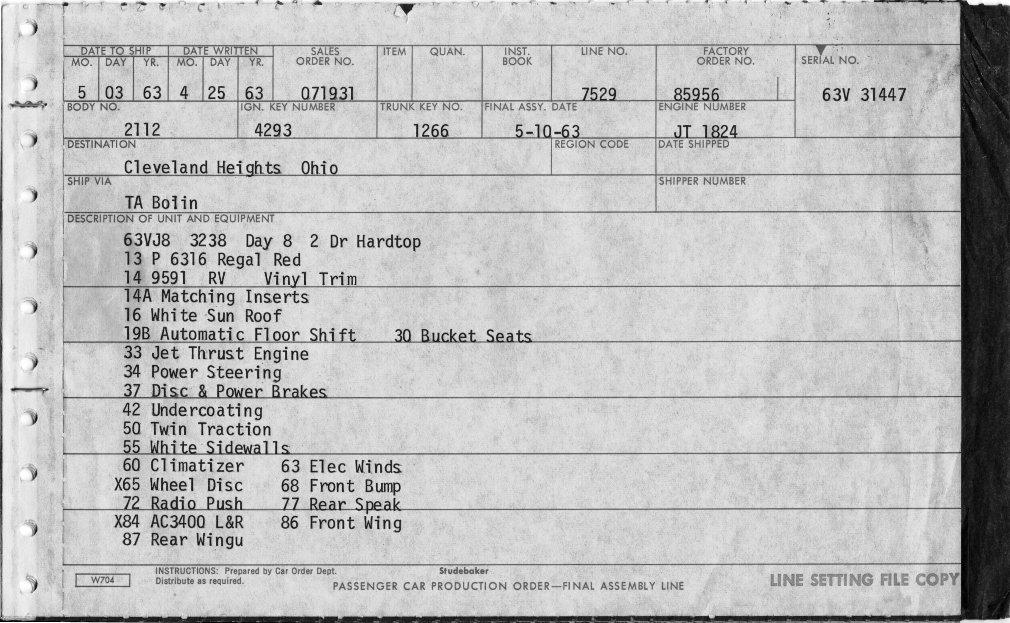 DATE TO SHIP DATE WRITTEN SALES ORDER NO. ITEM QUAN. INST. BOOK LINE NO. FACTORY ORDER NO. SERIAL NO.
MO. DAY YR. MO. DAY YR.
5 03 63 4 25 63 071931 7529 85956 63V 31447
BODY NO. IGN. KEY NUMBER TRUNK KEY NO. FINAL ASSY. DATE ENGINE NUMBER
2112 4293 1266 5-10-63 JT 1824
DESTINATION REGION CODE DATE SHIPPED
Cleveland Heights Ohio
SHIP VIA SHIPPER NUMBER
TA Bolin
DESCRIPTION OF UNIT AND EQUIPMENT
63VJ8 3238 Day 8 2 Dr Hardtop
13 P 6316 Regal Red
14 9591 RV Vinyl Trim
14A Matching Inserts
16 White Sun Roof
19B Automatic Floor Shift 30 Bucket Seats
33 Jet Thrust Engine
34 Power Steering
37 Disc & Power Brakes
42 Undercoating
50 Twin Traction
55 White Sidewalls
60 Climatizer 63 Elec Winds
X65 Wheel Disc 68 Front Bump
72 Radio Push 77 Rear Speak
X84 AC3400 L&R 86 Front Wing
87 Rear Wingu
W704 INSTRUCTIONS: Prepared by Car Order Dept. Studebaker
Distribute as required. PASSENGER CAR PRODUCTION ORDER—FINAL ASSEMBLY LINE LINE SETTING FILE COPY